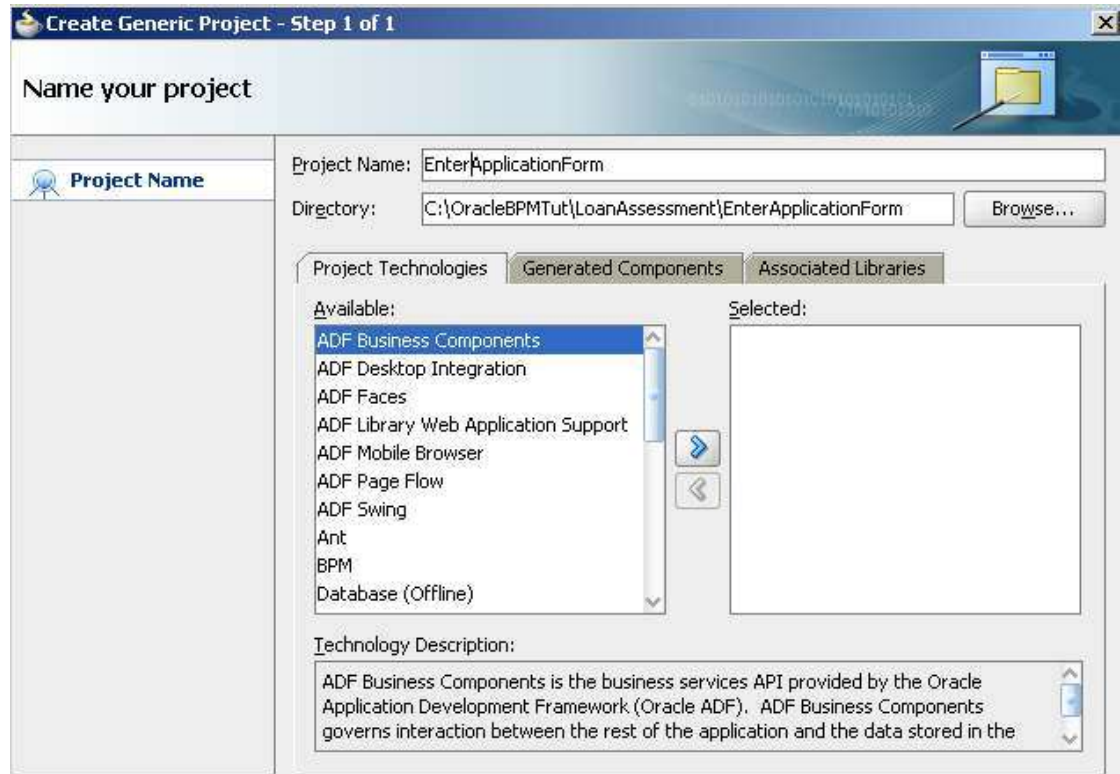 Create Generic Project - Step 1 of 1
Name your project
Project Name
Project Name: EnterApplicationForm
Directory: C:\OracleBPMTut\LoanAssessment\EnterApplicationForm Browse...
Project Technologies Generated Components Associated Libraries
Available: Selected:
ADF Business Components
ADF Desktop Integration
ADF Faces
ADF Library Web Application Support
ADF Mobile Browser
ADF Page Flow
ADF Swing
Ant
BPM
Database (Offline)
Technology Description:
ADF Business Components is the business services API provided by the Oracle
Application Development Framework (Oracle ADF). ADF Business Components
governs interaction between the rest of the application and the data stored in the